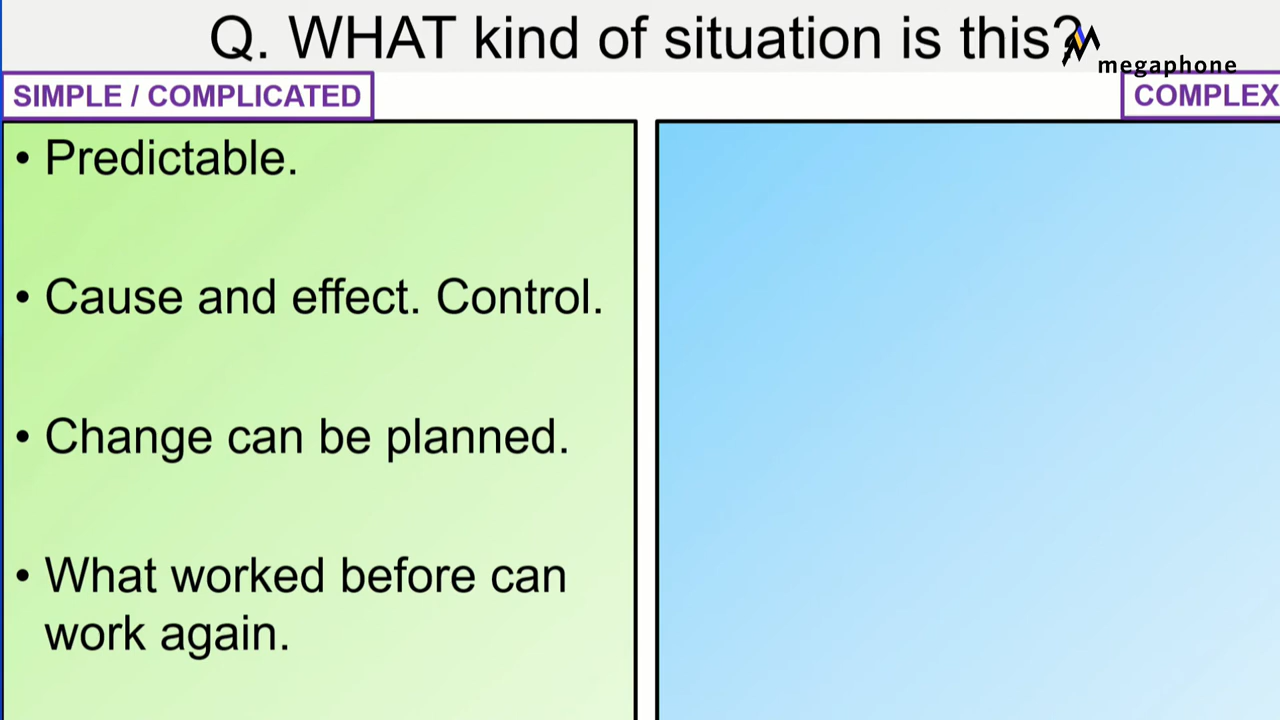 Q. WHAT kind of situation is this?
megaphone
SIMPLE / COMPLICATED
COMPLEX
• Predictable.
• Cause and effect. Control.
• Change can be planned.
• What worked before can
work again.